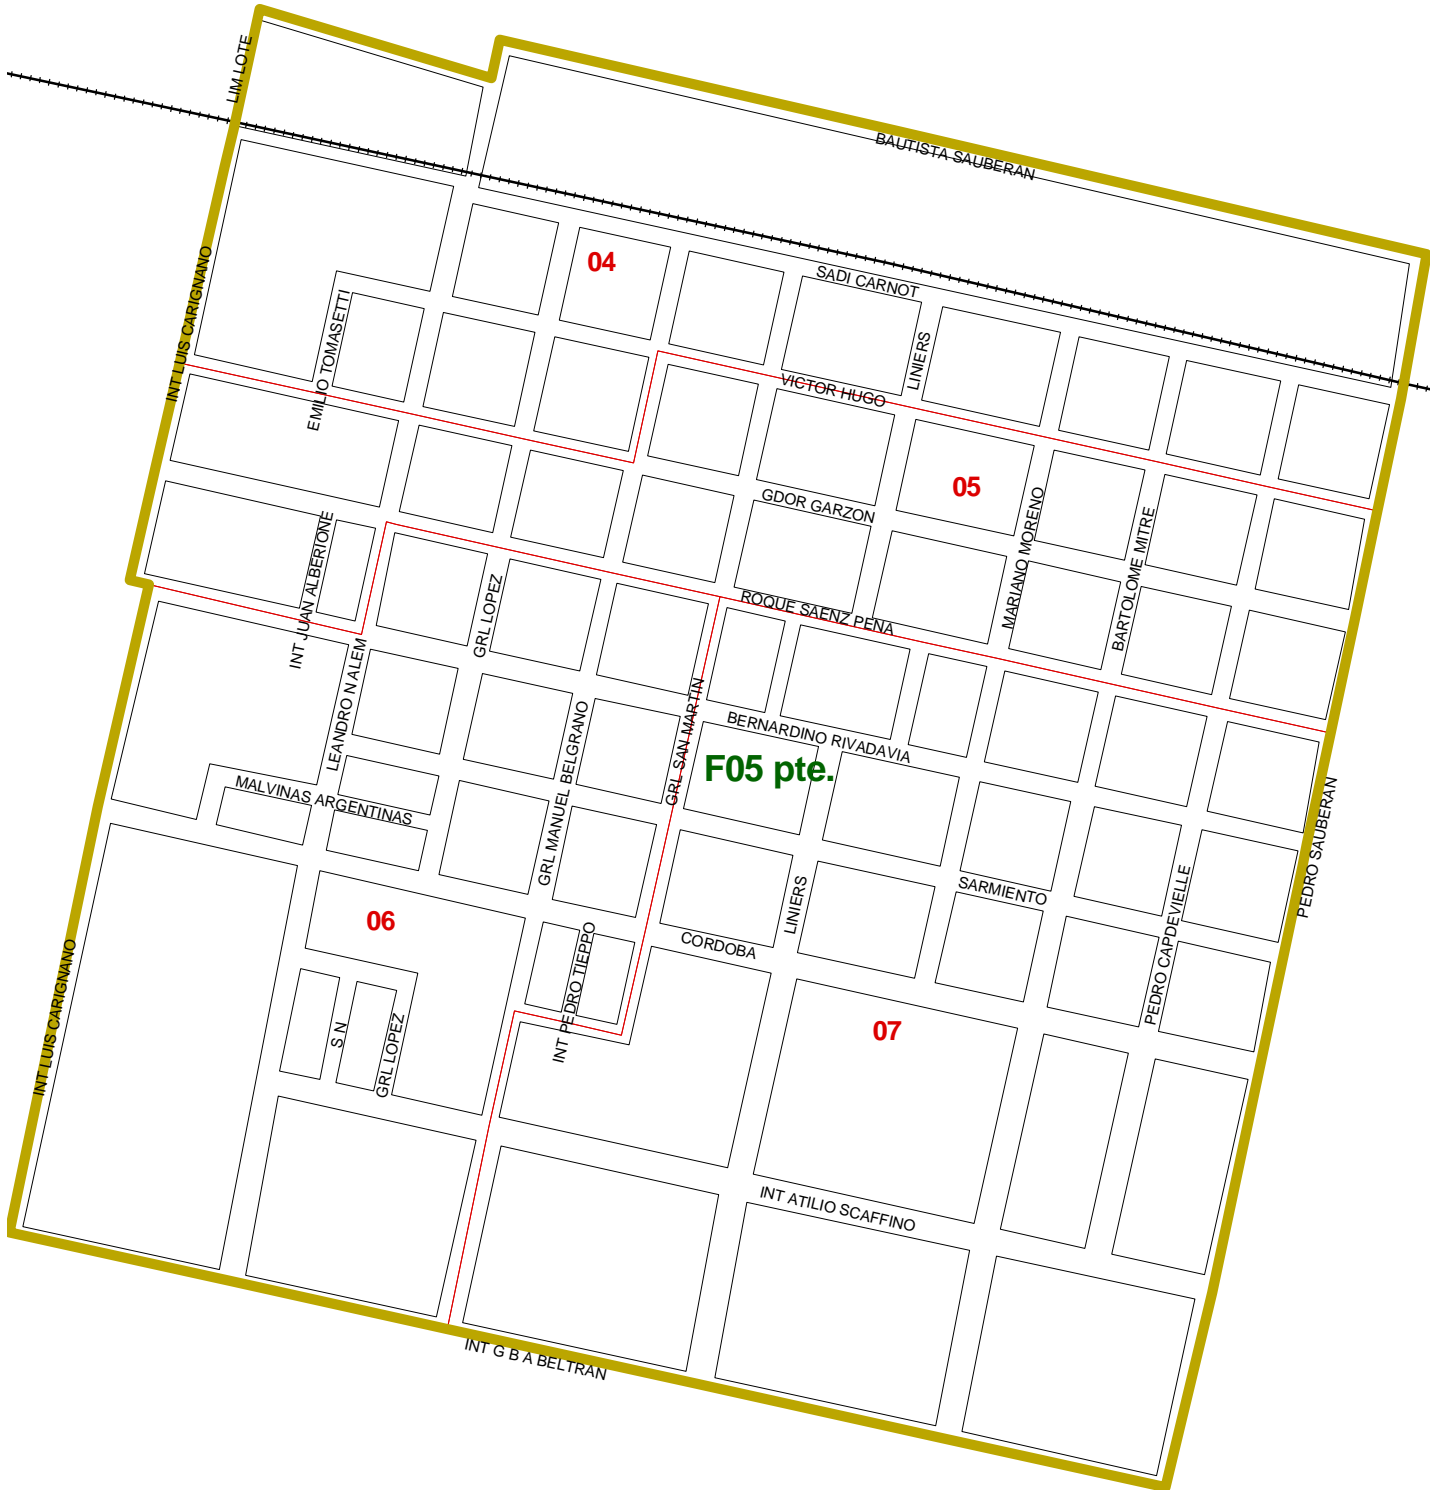 LIM LOTE
BAUTISTA SAUBERAN
04
SADI CARNOT
INT LUIS CARIGNANO
EMILIO TOMASETTI
LINIERS
VICTOR HUGO
05
GDOR GARZON
MARIANO MORENO
BARTOLOME MITRE
INT JUAN ALBERIONE
GRL LOPEZ
ROQUE SAENZ PEÑA
LEANDRO N ALEM
GRL MANUEL BELGRANO
GRL SAN MARTIN
BERNARDINO RIVADAVIA
F05 pte.
MALVINAS ARGENTINAS
PEDRO SAUBERAN
SARMIENTO
LINIERS
PEDRO CAPDEVIELLE
06
CORDOBA
INT PEDRO TIEPPO
INT LUIS CARIGNANO
S N
GRL LOPEZ
07
INT ATILIO SCAFFINO
INT G B A BELTRAN